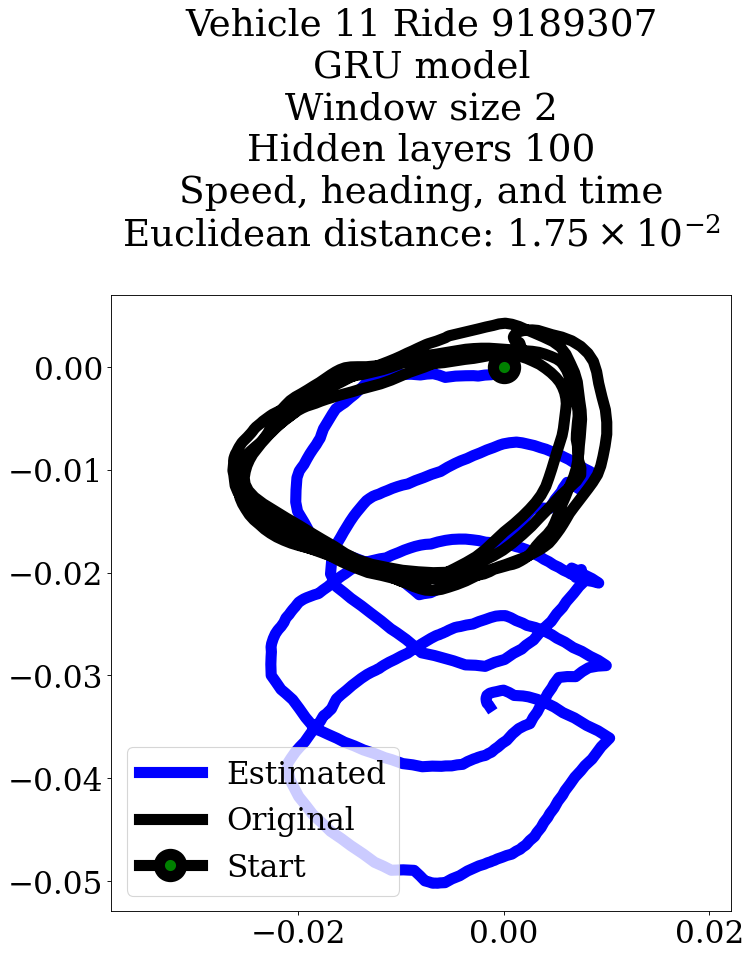 Vehicle 11 Ride 9189307
GRU model
Window size 2
Hidden layers 100
Speed, heading, and time
Euclidean distance: 1.75 × 10⁻²
0.00
−0.01
−0.02
−0.03
−0.04
−0.05
Estimated
Original
Start
−0.02 0.00 0.02